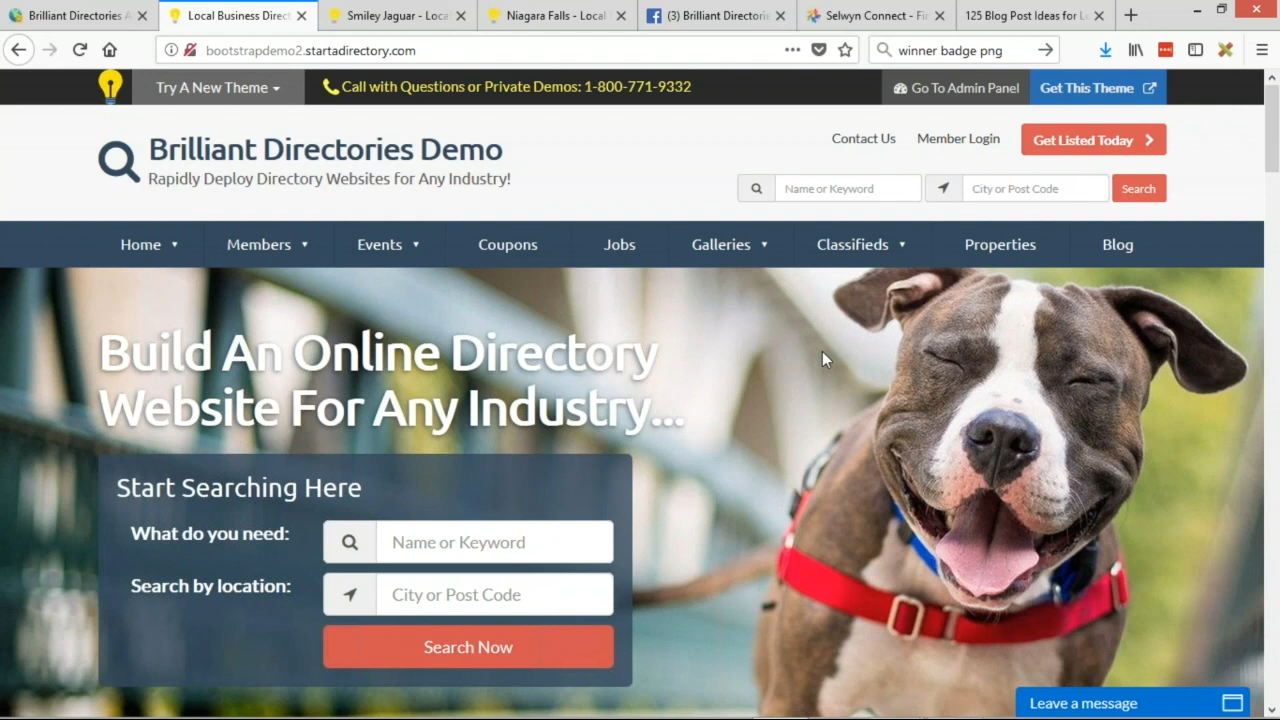 Brilliant Directories A
Local Business Direct
Smiley Jaguar - Loca
Niagara Falls - Local
(3) Brilliant Directorie
Selwyn Connect - Fir
125 Blog Post Ideas for L
bootstrapdemo2.startadirectory.com
winner badge png
Try A New Theme
Call with Questions or Private Demos: 1-800-771-9332
Go To Admin Panel
Get This Theme
Brilliant Directories Demo
Rapidly Deploy Directory Websites for Any Industry!
Contact Us
Member Login
Get Listed Today
Name or Keyword
City or Post Code
Search
Home
Members
Events
Coupons
Jobs
Galleries
Classifieds
Properties
Blog
Build An Online Directory
Website For Any Industry...
Start Searching Here
What do you need:
Name or Keyword
Search by location:
City or Post Code
Search Now
Leave a message